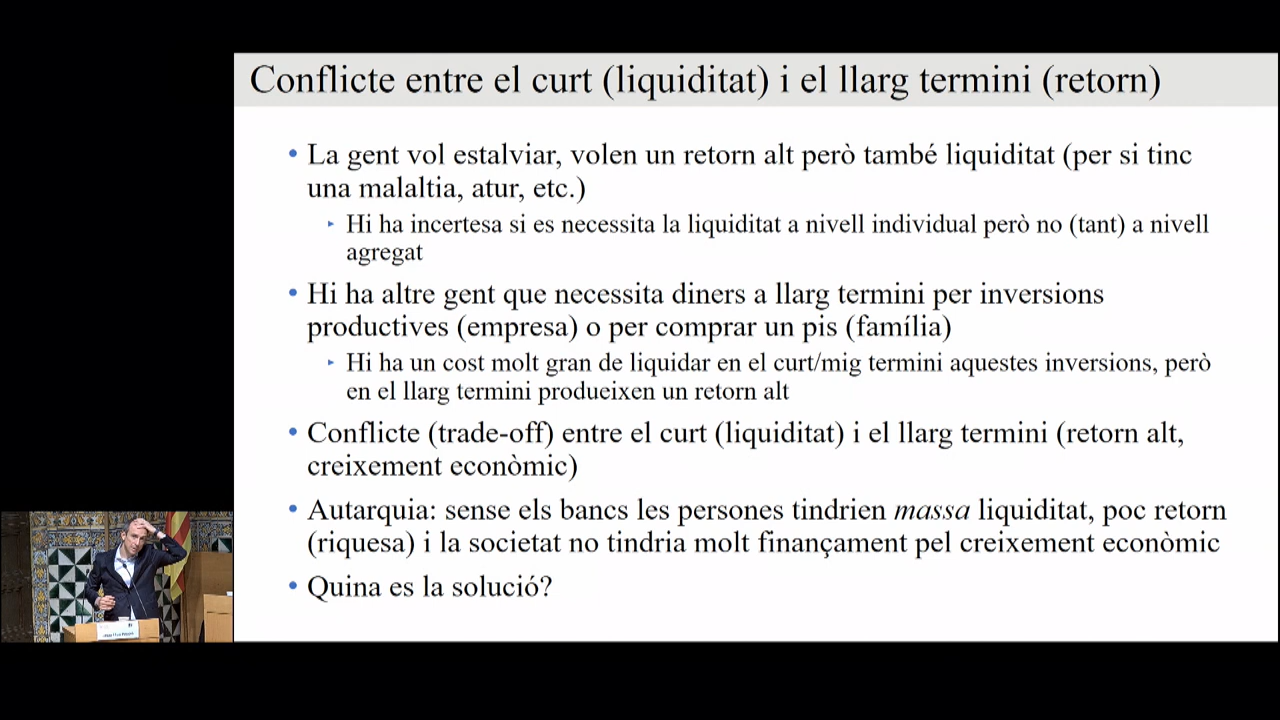 Conflicte entre el curt (liquiditat) i el llarg termini (retorn)
• La gent vol estalviar, volen un retorn alt però també liquiditat (per si tinc
una malaltia, atur, etc.)
▸ Hi ha incertesa si es necessita la liquiditat a nivell individual però no (tant) a nivell
agregat
• Hi ha altre gent que necessita diners a llarg termini per inversions
productives (empresa) o per comprar un pis (família)
▸ Hi ha un cost molt gran de liquidar en el curt/mig termini aquestes inversions, però
en el llarg termini produeixen un retorn alt
• Conflicte (trade-off) entre el curt (liquiditat) i el llarg termini (retorn alt,
creixement econòmic)
• Autarquia: sense els bancs les persones tindrien massa liquiditat, poc retorn
(riquesa) i la societat no tindria molt finançament pel creixement econòmic
• Quina es la solució?